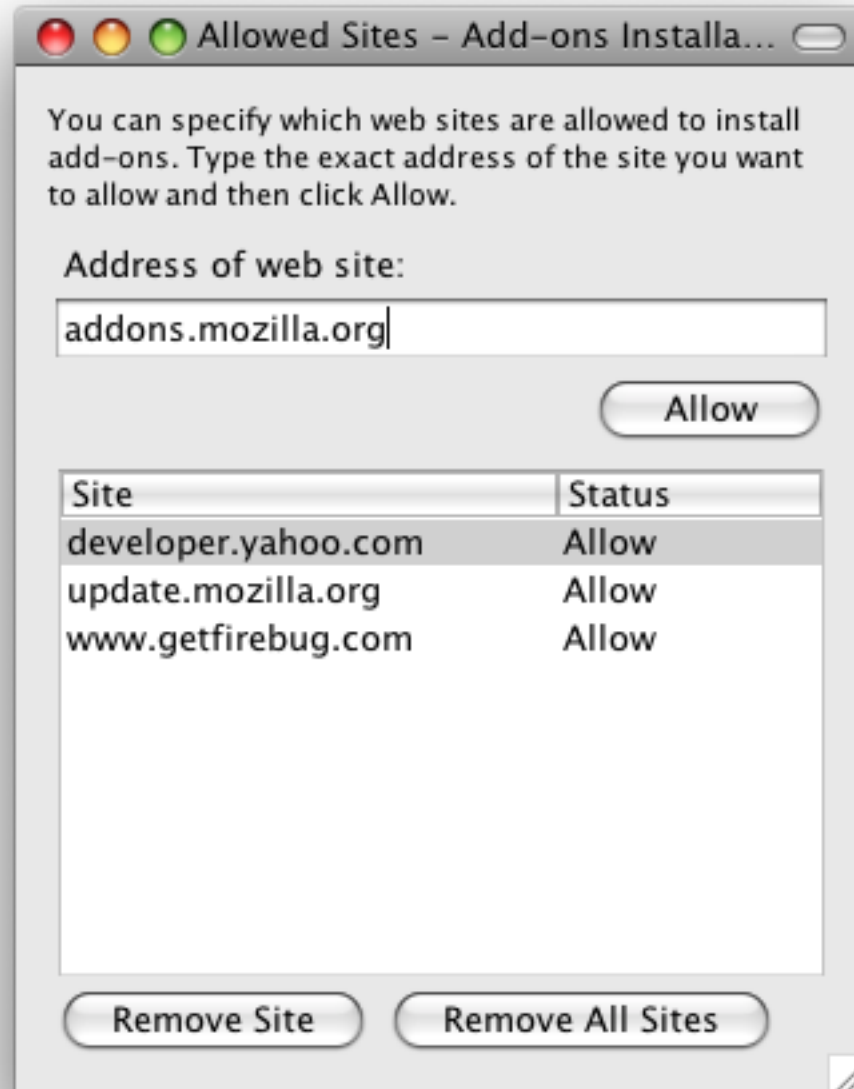 Allowed Sites – Add-ons Installa...
You can specify which web sites are allowed to install
add-ons. Type the exact address of the site you want
to allow and then click Allow.
Address of web site:
addons.mozilla.org
Allow
Site Status
developer.yahoo.com Allow
update.mozilla.org Allow
www.getfirebug.com Allow
Remove Site Remove All Sites